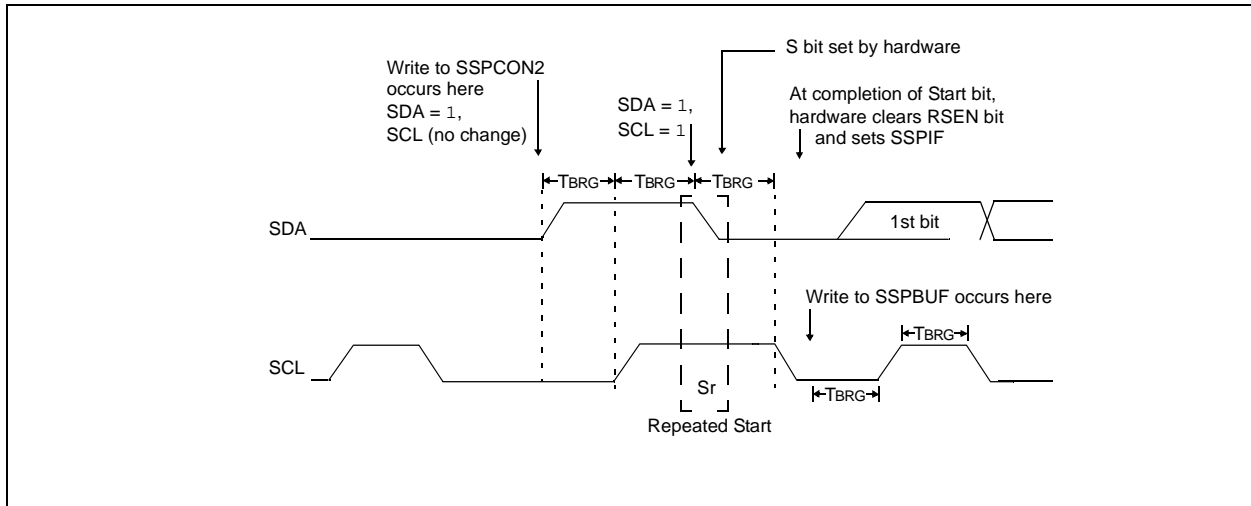 S bit set by hardware
Write to SSPCON2
occurs here
SDA = 1,
SCL (no change)
SDA = 1,
SCL = 1
At completion of Start bit,
hardware clears RSEN bit
and sets SSPIF
TBRG TBRG TBRG
SDA
1st bit
Write to SSPBUF occurs here
TBRG
SCL
Sr
TBRG
Repeated Start